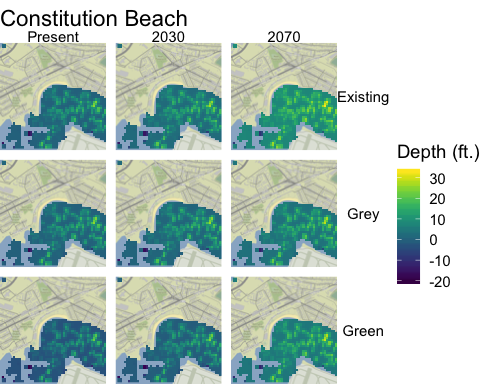 Constitution Beach
Present 2030 2070
Existing
Grey
Green
Depth (ft.)
30
20
10
0
-10
-20